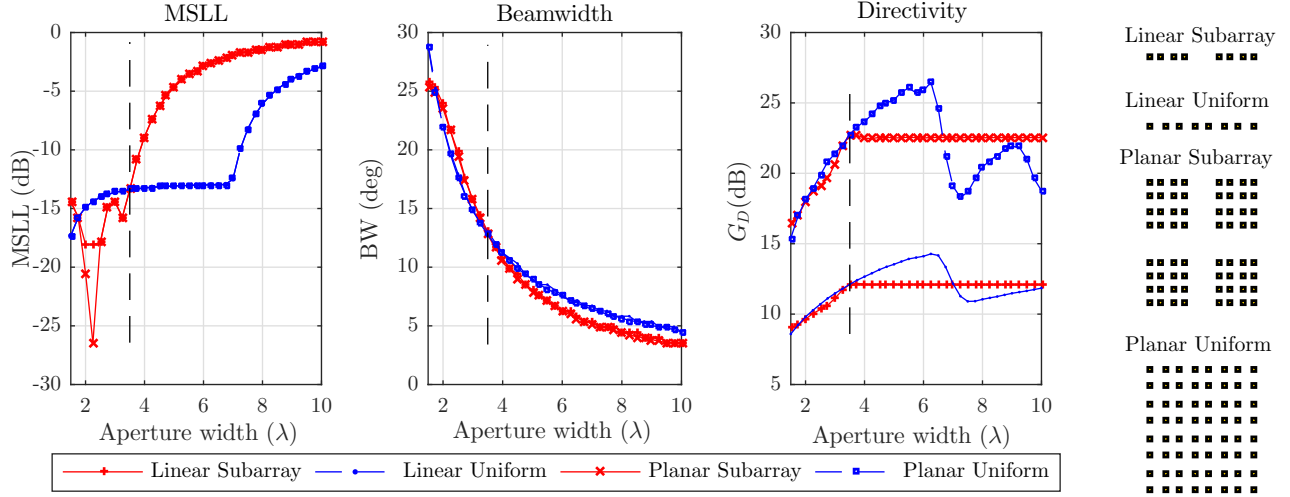 MSLL
Beamwidth
Directivity
0
-5
-10
-15
-20
-25
-30
MSLL (dB)
2 4 6 8 10
Aperture width (λ)
30
25
20
15
10
5
0
BW (deg)
2 4 6 8 10
Aperture width (λ)
30
25
20
15
10
5
G_D (dB)
2 4 6 8 10
Aperture width (λ)
Linear Subarray
Linear Uniform
Planar Subarray
Planar Uniform
Linear Subarray Linear Uniform Planar Subarray Planar Uniform